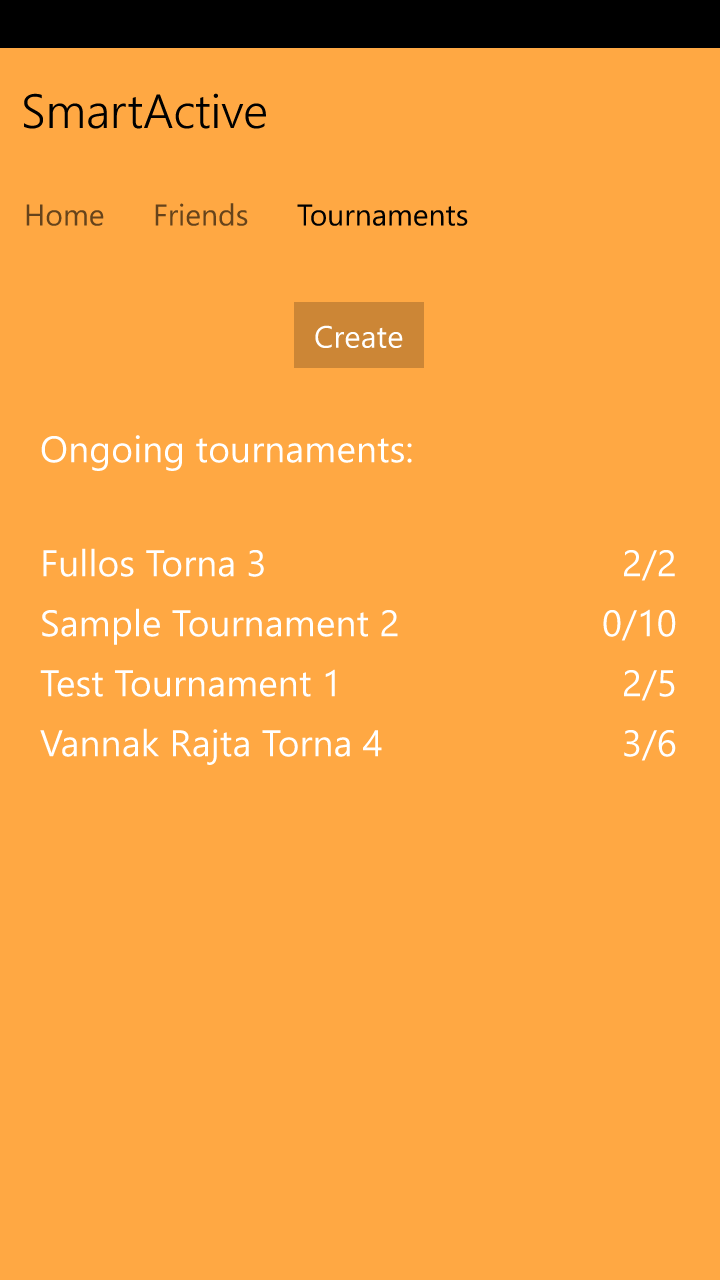 SmartActive
Home Friends Tournaments
Create
Ongoing tournaments:
Fullos Torna 3 2/2
Sample Tournament 2 0/10
Test Tournament 1 2/5
Vannak Rajta Torna 4 3/6